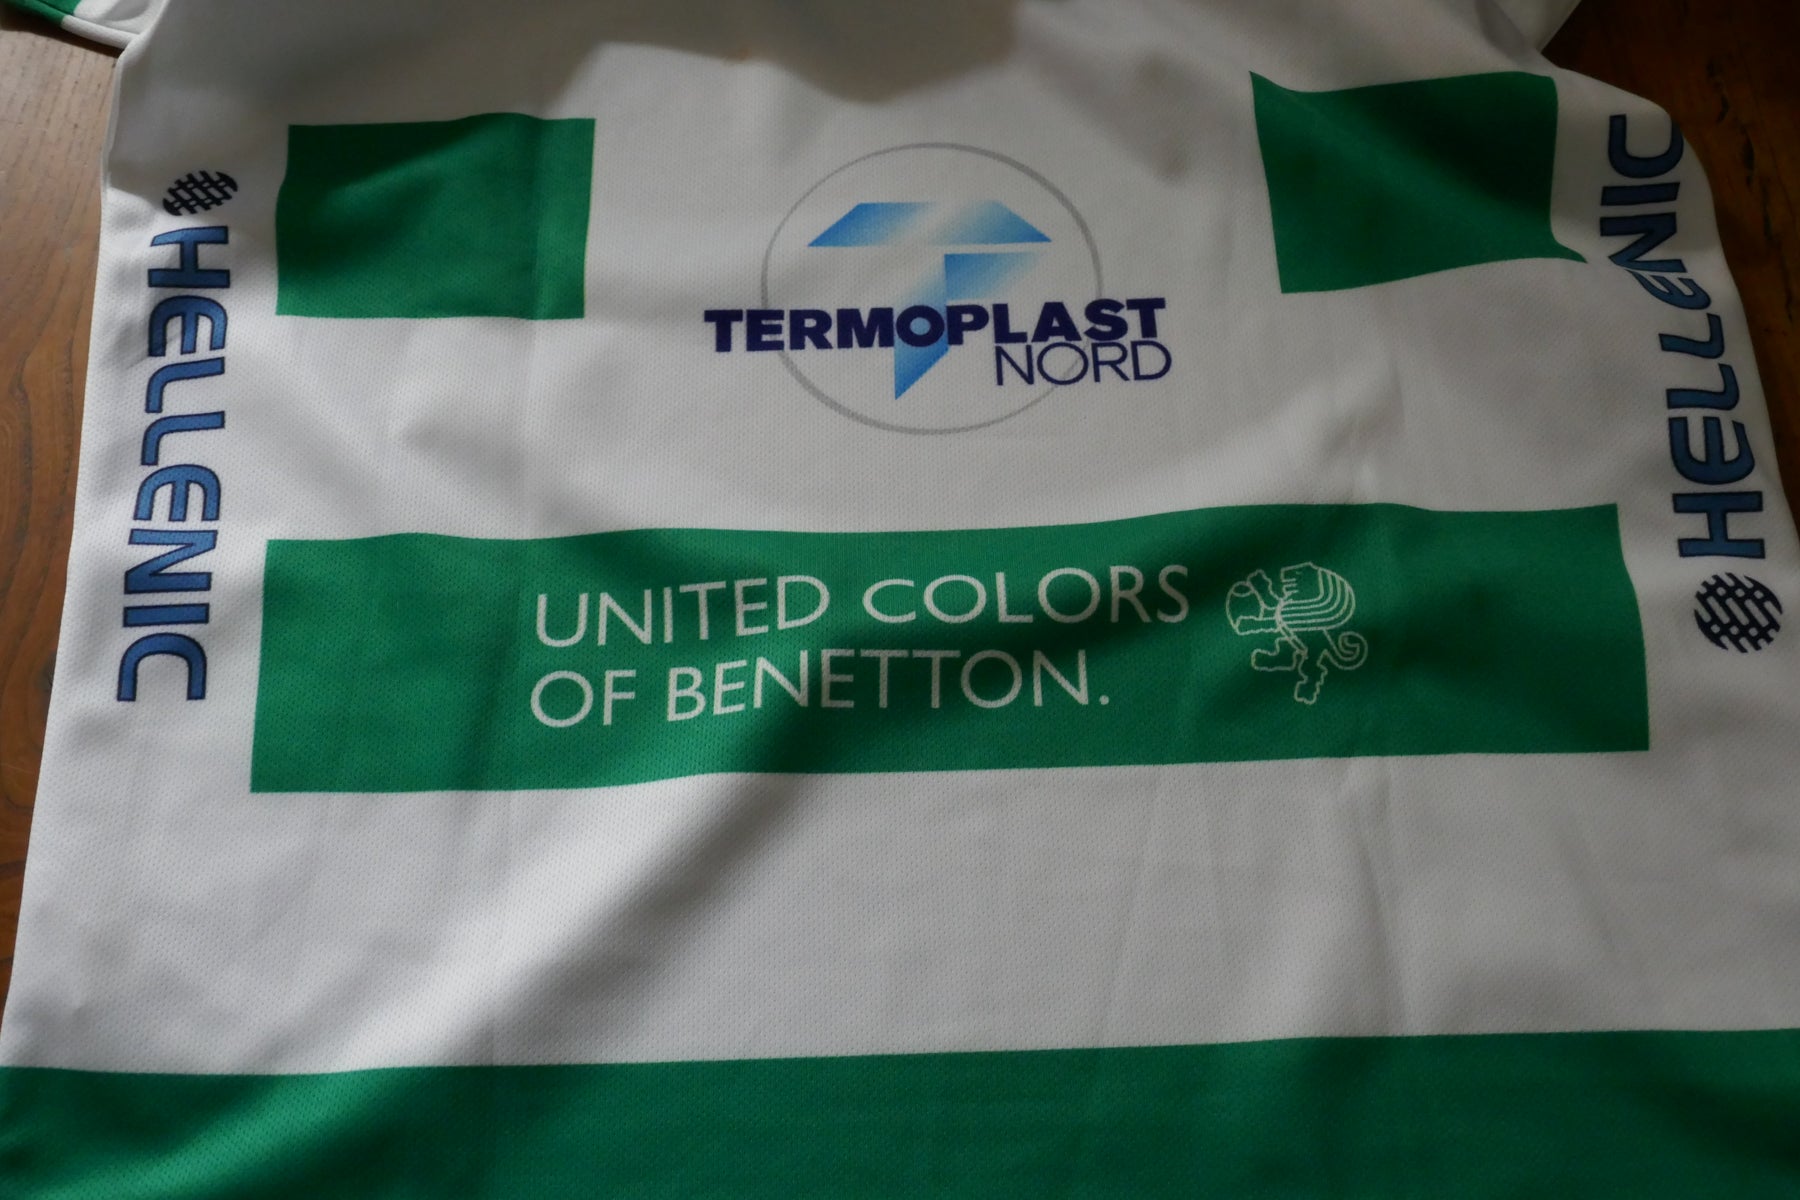 HELLENIC
TERMOPLAST
NORD
HELLENIC
UNITED COLORS
OF BENETTON.